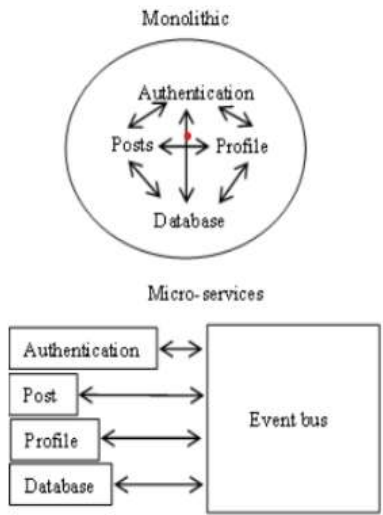 Monolithic
Authentication
Posts
Profile
Database
Micro-services
Authentication
Post
Profile
Database
Event bus